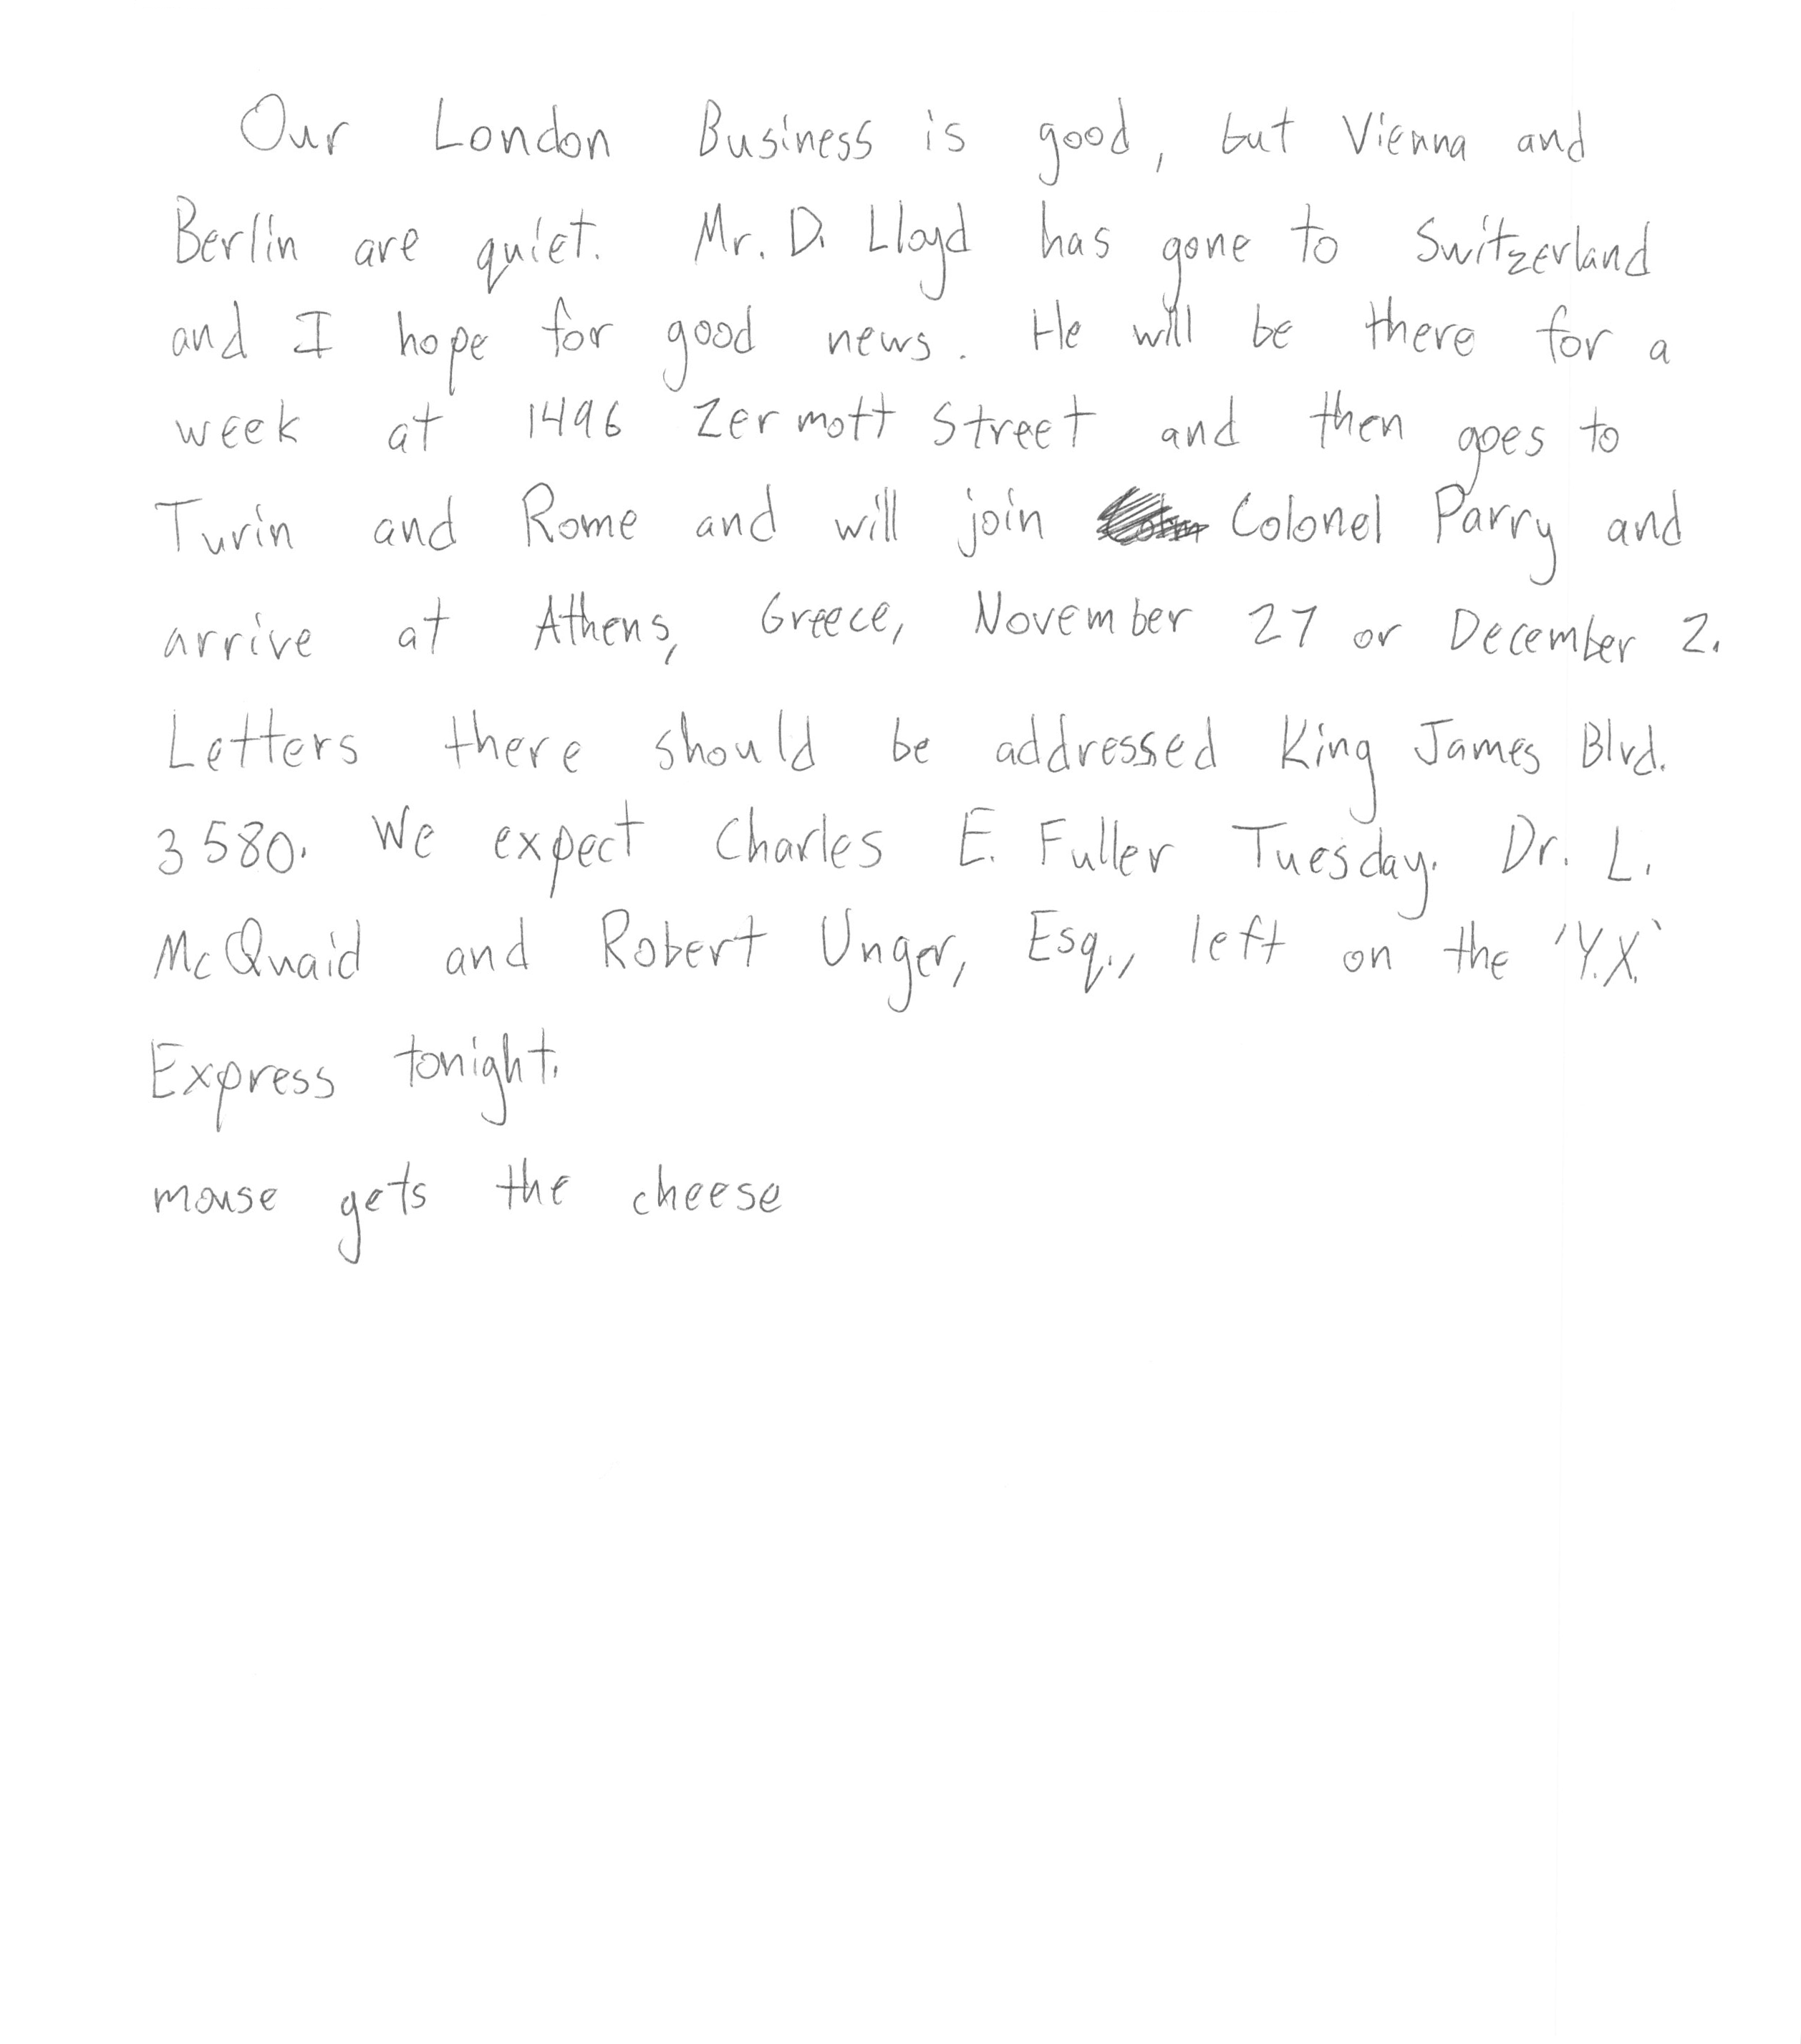 Our London Business is good, but Vienna and
Berlin are quiet. Mr. D. Lloyd has gone to Switzerland
and I hope for good news. He will be there for a
week at 1496 Zermott Street and then goes to
Turin and Rome and will join Colonel Parry and
arrive at Athens, Greece, November 27 or December 2.
Letters there should be addressed King James Blvd.
3580. We expect Charles E. Fuller Tuesday. Dr. L.
McQuaid and Robert Unger, Esq., left on the 'Y.X.'
Express tonight.
mouse gets the cheese